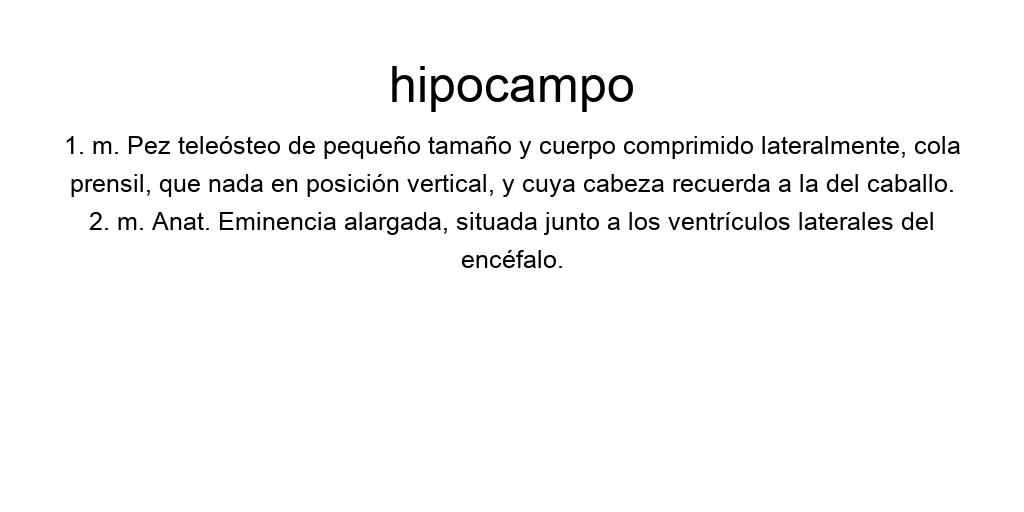 hipocampo
1. m. Pez teleósteo de pequeño tamaño y cuerpo comprimido lateralmente, cola
prensil, que nada en posición vertical, y cuya cabeza recuerda a la del caballo.
2. m. Anat. Eminencia alargada, situada junto a los ventrículos laterales del
encéfalo.